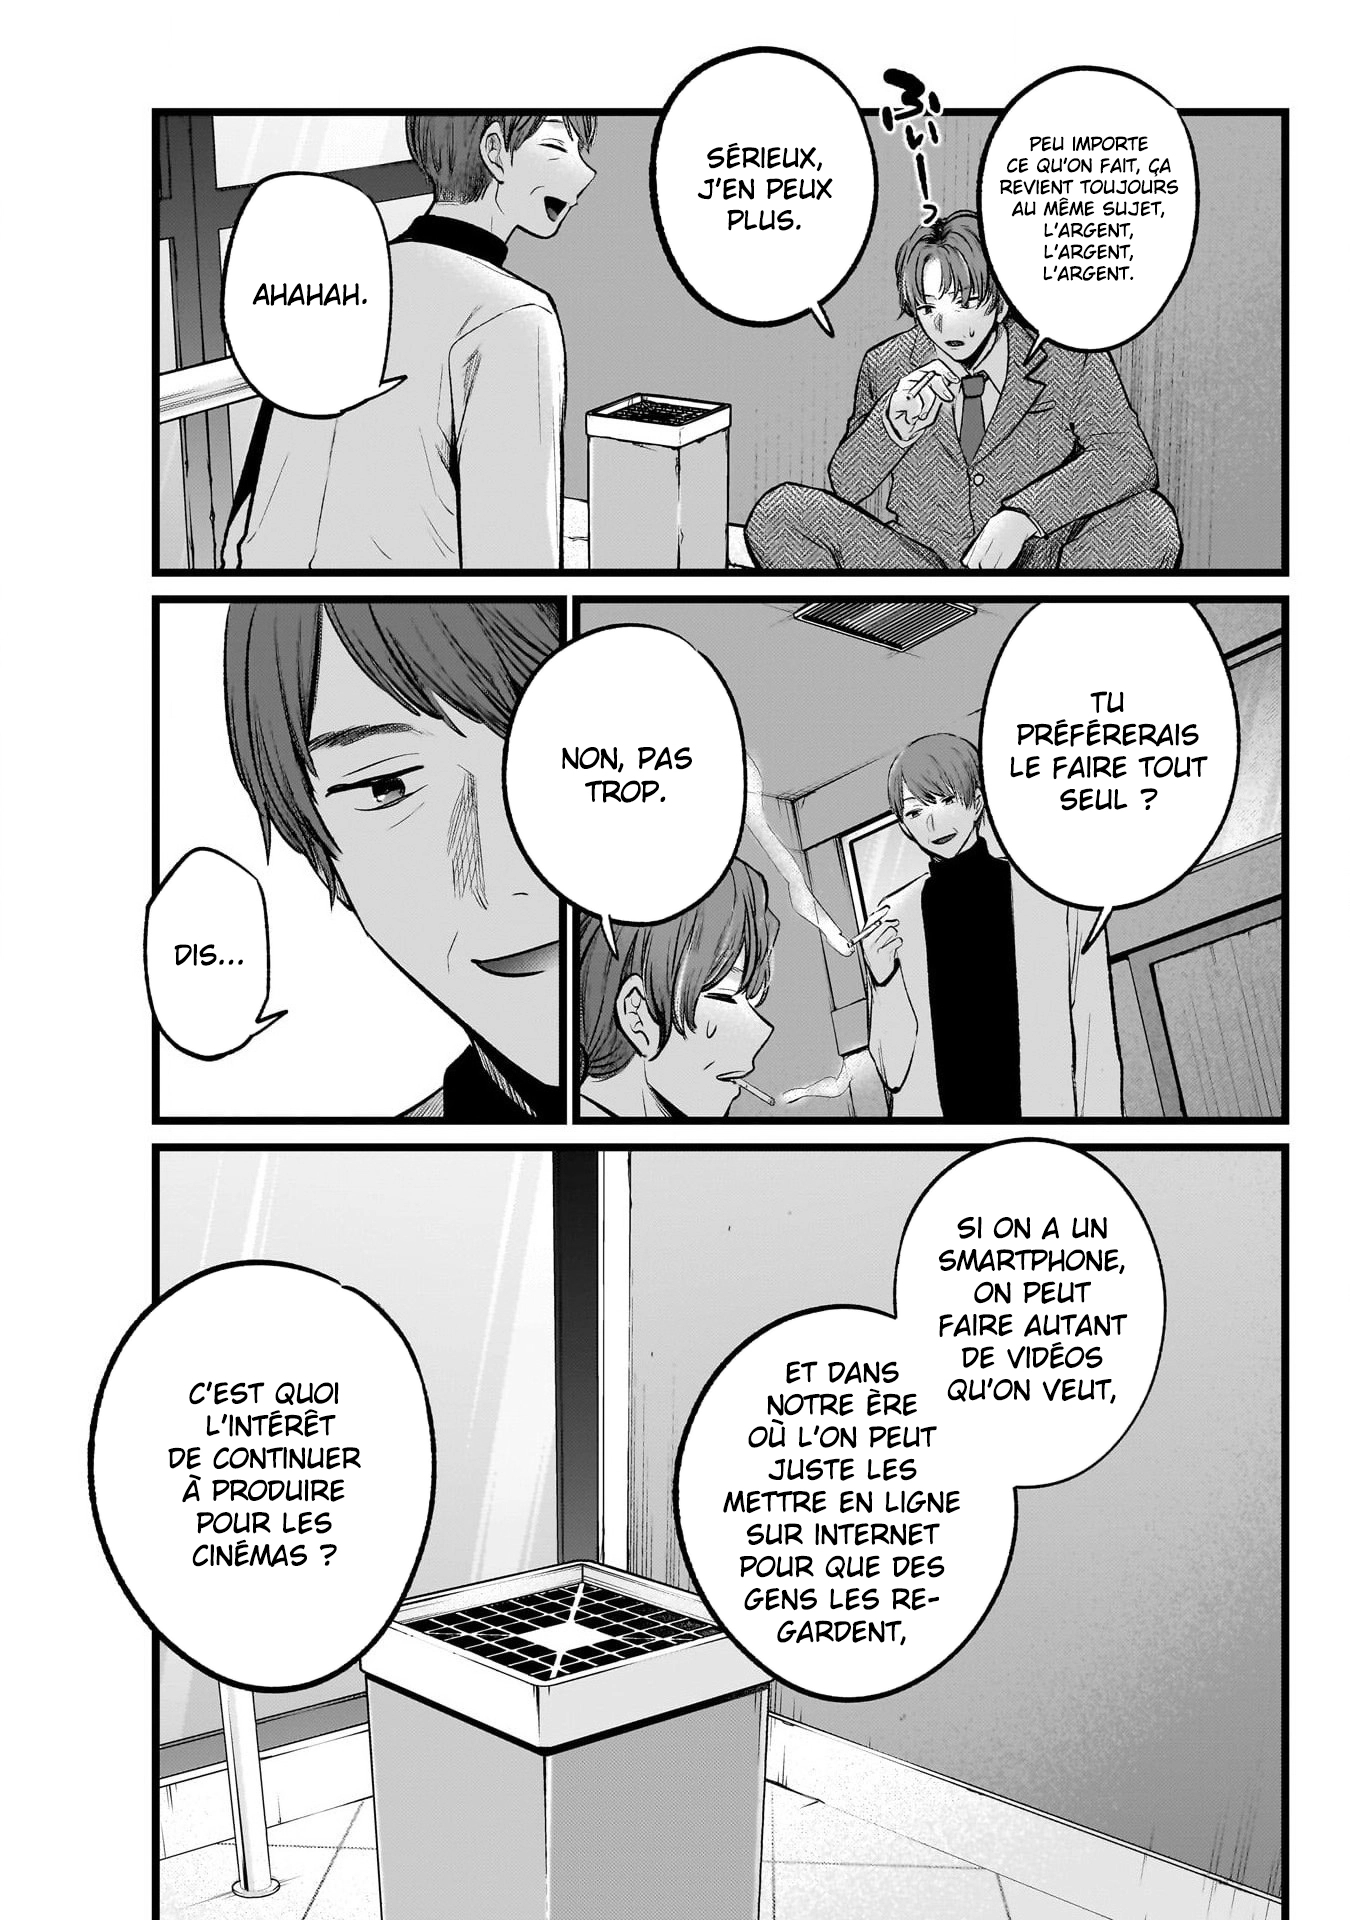 PEU IMPORTE
CE QU'ON FAIT, ÇA
REVIENT TOUJOURS
AU MÊME SUJET,
L'ARGENT,
L'ARGENT,
L'ARGENT.
ふぃーっ
SÉRIEUX,
J'EN PEUX
PLUS.
AHAHAH.
TU
PRÉFÉRERAIS
LE FAIRE TOUT
SEUL ?
NON, PAS
TROP.
DIS...
SI ON A UN
SMARTPHONE,
ON PEUT
FAIRE AUTANT
DE VIDÉOS
QU'ON VEUT,
ET DANS
NOTRE ÈRE
OÙ L'ON PEUT
JUSTE LES
METTRE EN LIGNE
SUR INTERNET
POUR QUE DES
GENS LES RE-
GARDENT,
C'EST QUOI
L'INTÉRÊT
DE CONTINUER
À PRODUIRE
POUR LES
CINÉMAS ?